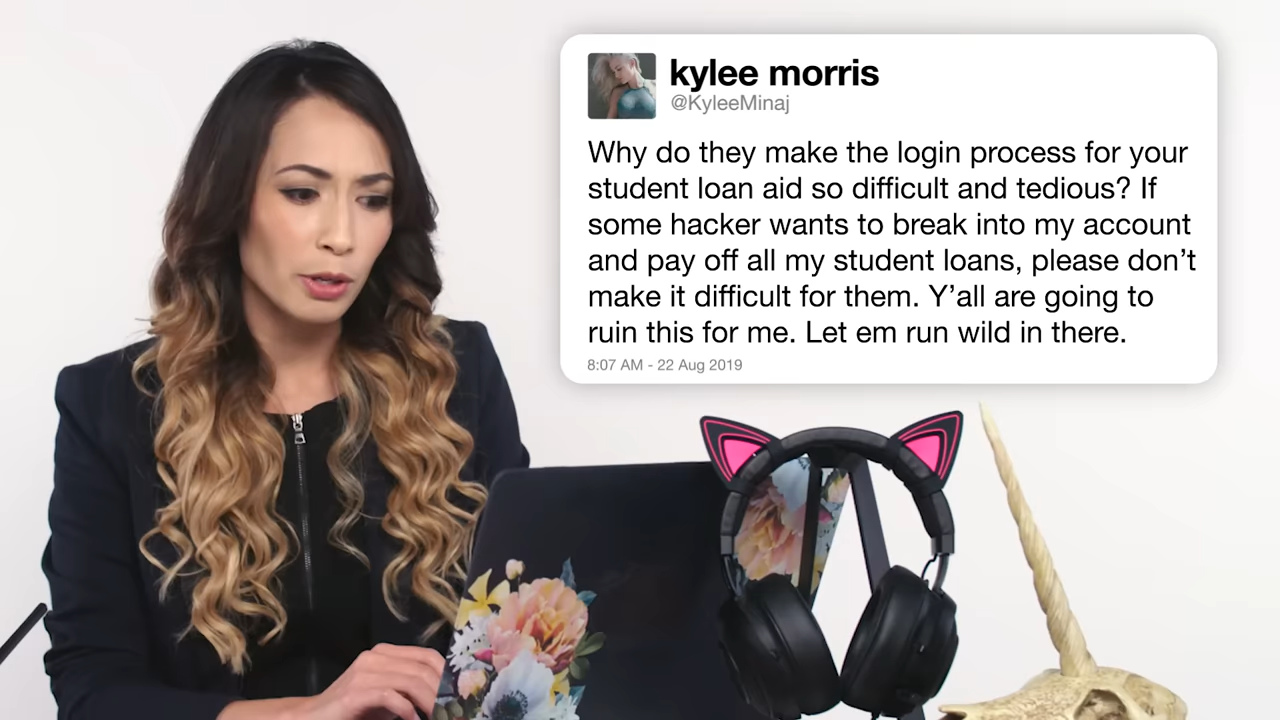 kylee morris
@KyleeMinaj
Why do they make the login process for your
student loan aid so difficult and tedious? If
some hacker wants to break into my account
and pay off all my student loans, please don’t
make it difficult for them. Y’all are going to
ruin this for me. Let em run wild in there.
8:07 AM - 22 Aug 2019